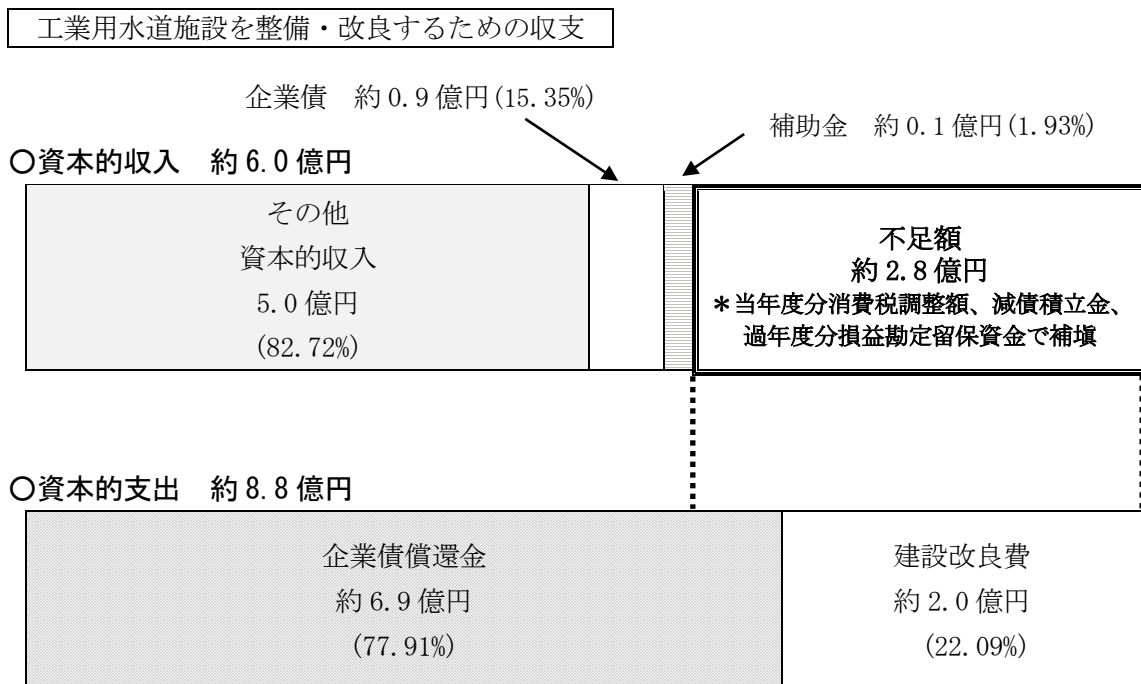 工業用水道施設を整備・改良するための収支
企業債　約0.9億円(15.35%)
補助金　約0.1億円(1.93%)
〇資本的収入　約6.0億円
その他
資本的収入
5.0億円
(82.72%)
不足額
約2.8億円
＊当年度分消費税調整額、減債積立金、
過年度分損益勘定留保資金で補塡
〇資本的支出　約8.8億円
企業債償還金
約6.9億円
(77.91%)
建設改良費
約2.0億円
(22.09%)